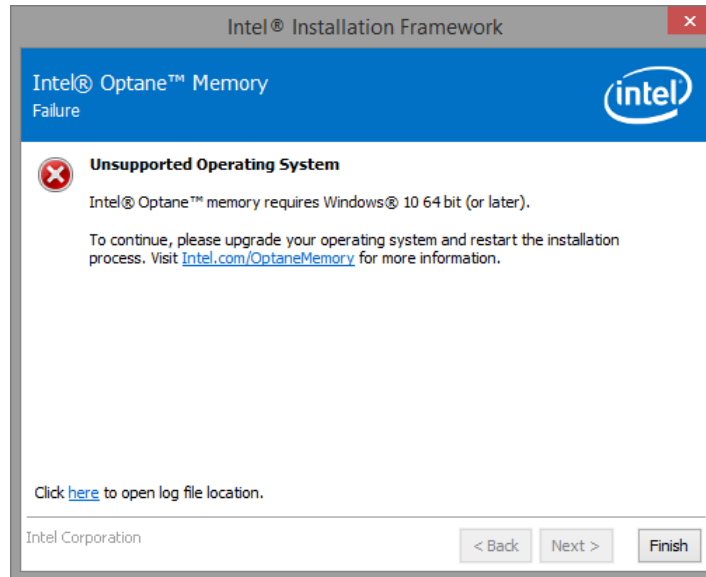 Intel® Installation Framework
Intel® Optane™ Memory
Failure
intel
Unsupported Operating System
Intel® Optane™ memory requires Windows® 10 64 bit (or later).
To continue, please upgrade your operating system and restart the installation
process. Visit Intel.com/OptaneMemory for more information.
Click here to open log file location.
Intel Corporation
< Back Next > Finish